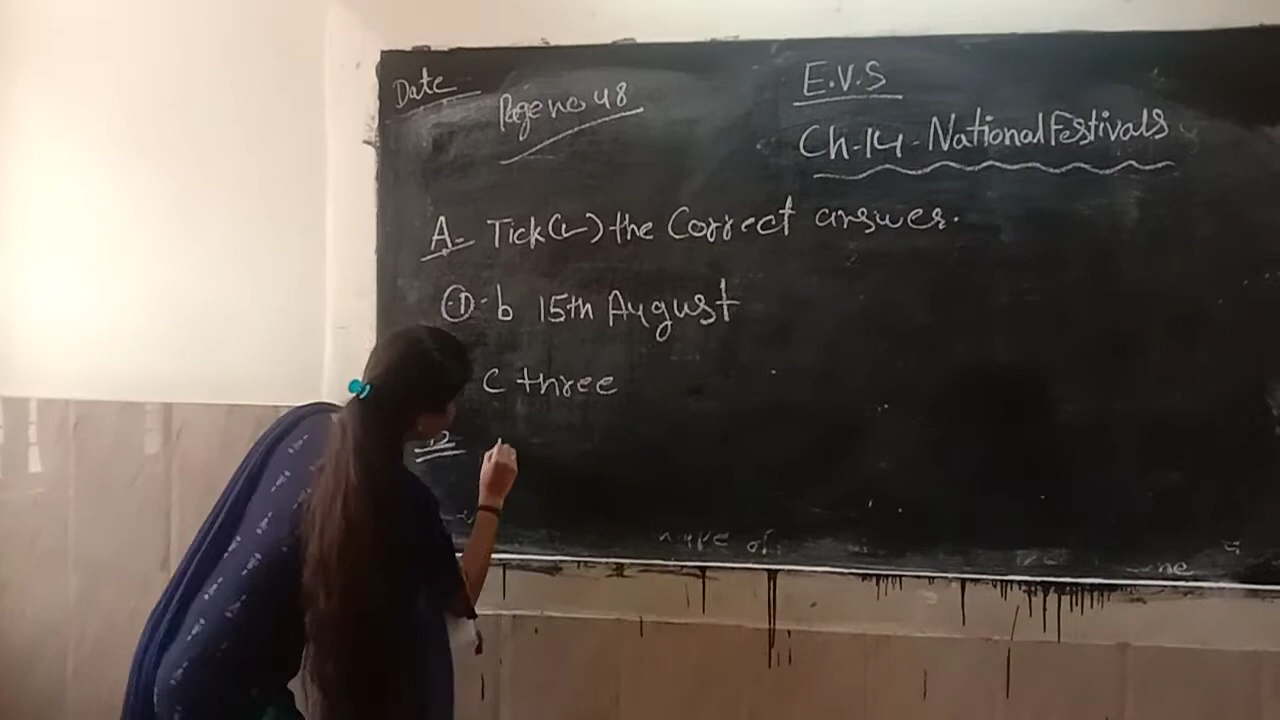 Date
Page no 48
E.V.S
Ch-14-National Festivals
A- Tick(✓) the Correct answer.
① - b 15th August
c three
B